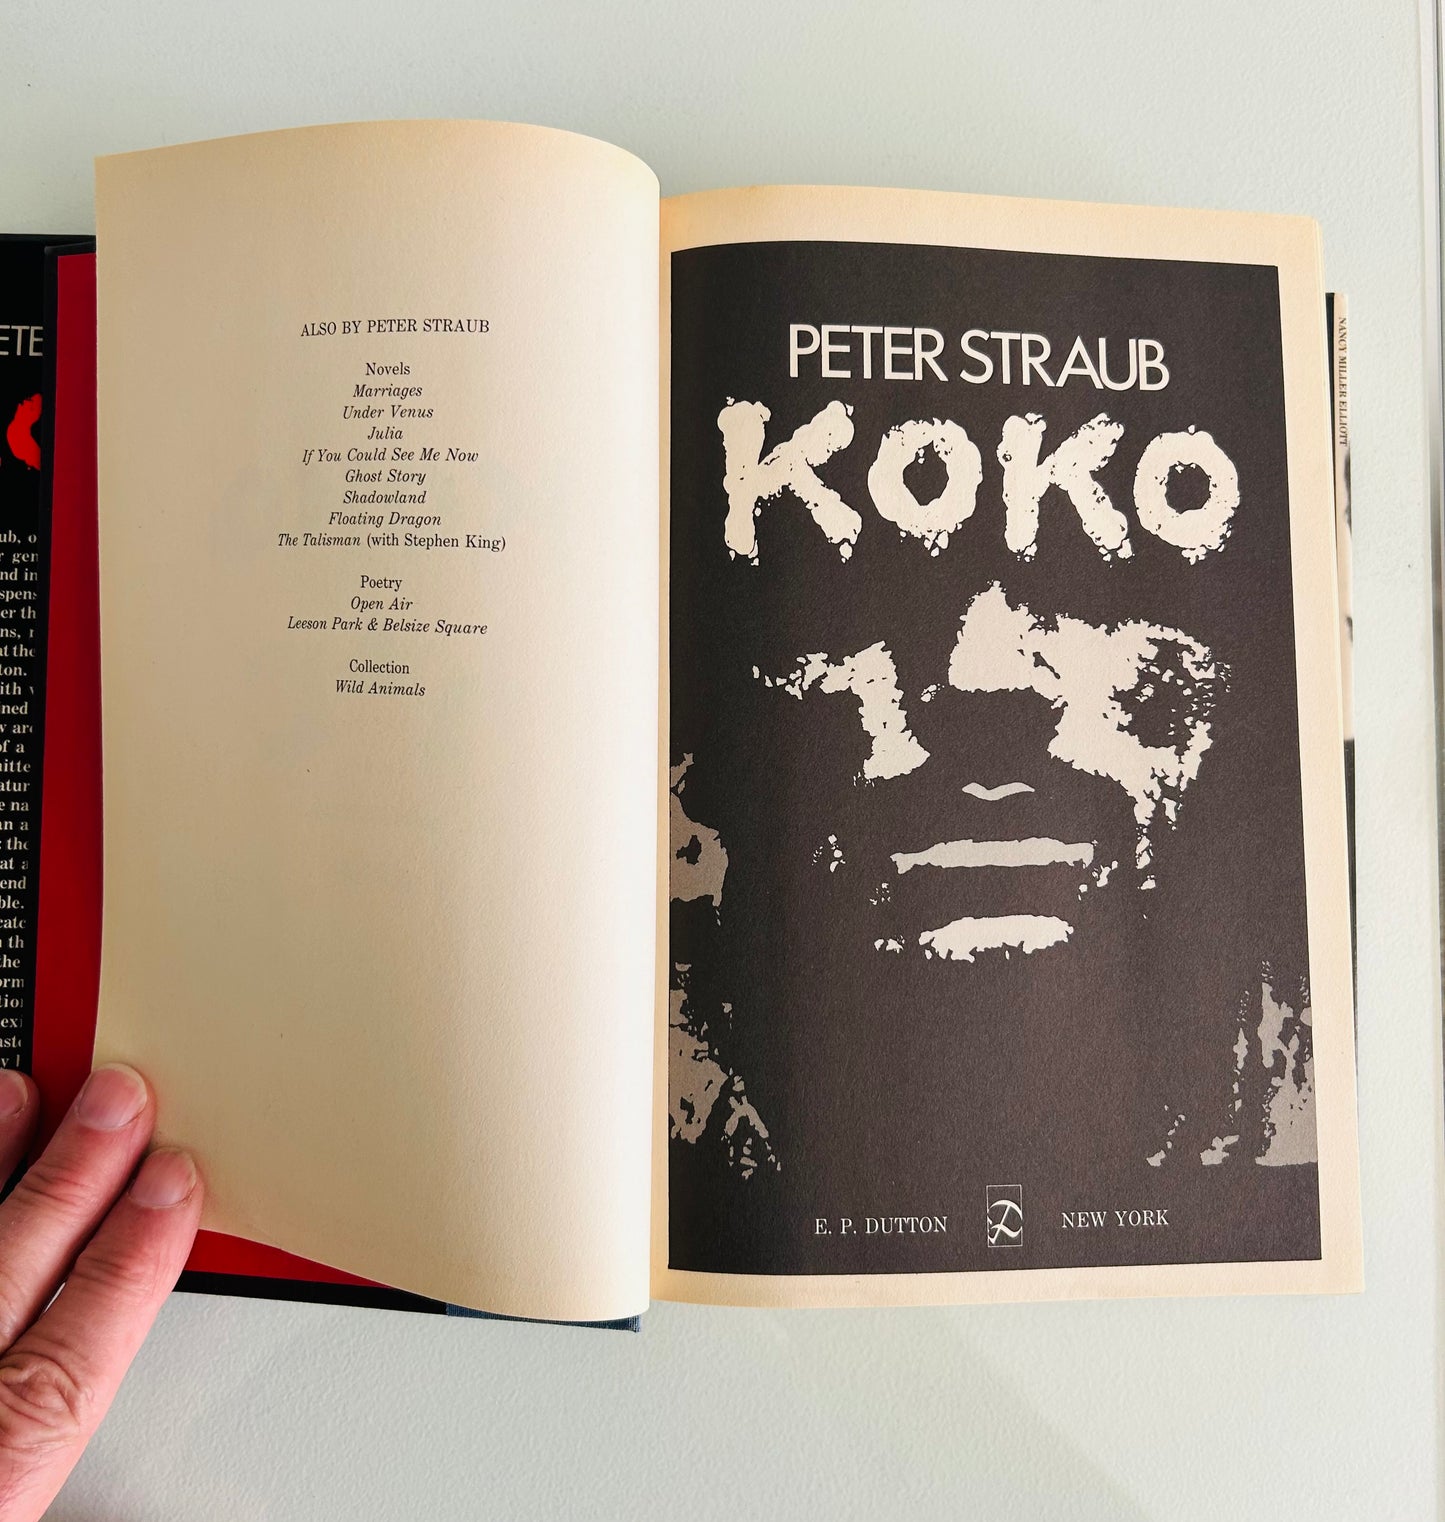 ALSO BY PETER STRAUB
Novels
Marriages
Under Venus
Julia
If You Could See Me Now
Ghost Story
Shadowland
Floating Dragon
The Talisman (with Stephen King)
Poetry
Open Air
Leeson Park & Belsize Square
Collection
Wild Animals
PETER STRAUB
KOKO
E. P. DUTTON
NEW YORK
NANCY MILLER ELLIOTT